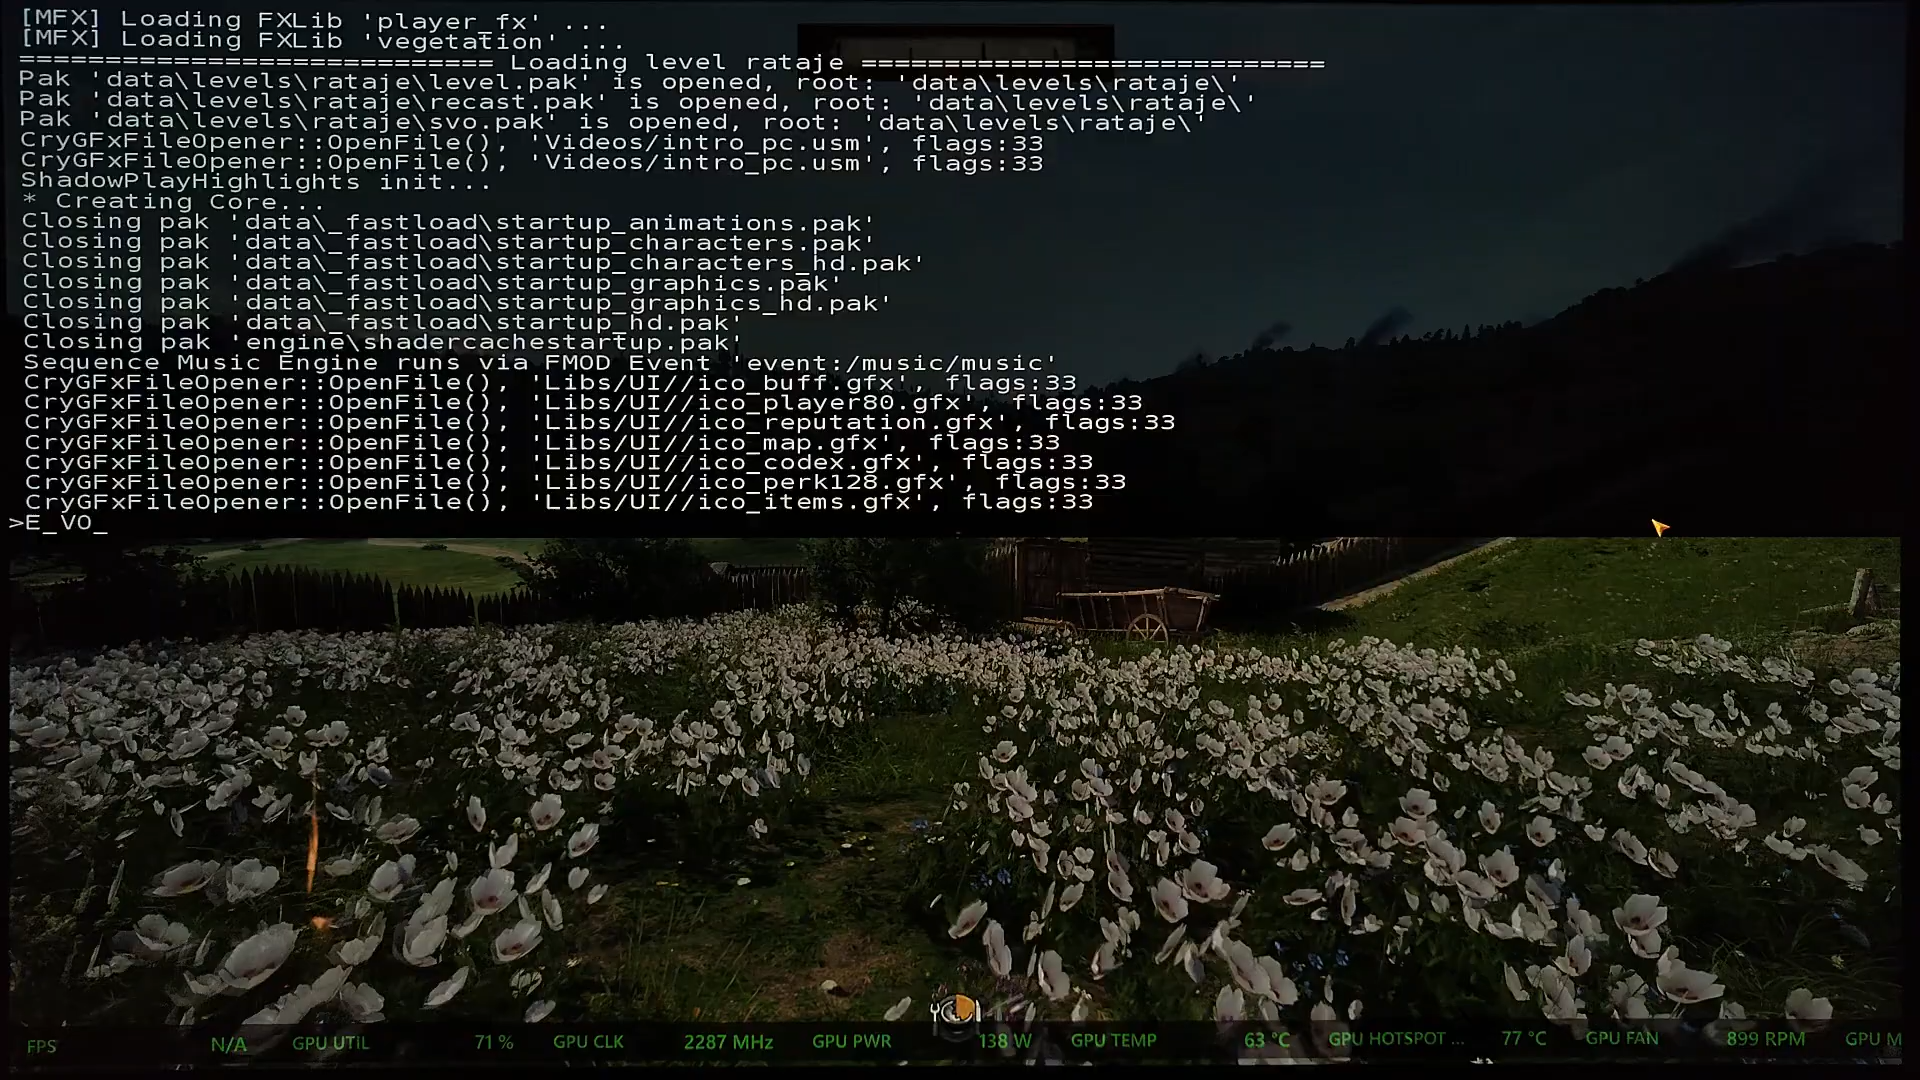 [MFX] Loading FXLib 'player_fx' ...
[MFX] Loading FXLib 'vegetation' ...
============================ Loading level rataje ============================
Pak 'data\levels\rataje\level.pak' is opened, root: 'data\levels\rataje\'
Pak 'data\levels\rataje\recast.pak' is opened, root: 'data\levels\rataje\'
Pak 'data\levels\rataje\svo.pak' is opened, root: 'data\levels\rataje\'
CryGFxFileOpener::OpenFile(), 'Videos/intro_pc.usm', flags:33
CryGFxFileOpener::OpenFile(), 'Videos/intro_pc.usm', flags:33
ShadowPlayHighlights init...
* Creating Core...
Closing pak 'data\_fastload\startup_animations.pak'
Closing pak 'data\_fastload\startup_characters.pak'
Closing pak 'data\_fastload\startup_characters_hd.pak'
Closing pak 'data\_fastload\startup_graphics.pak'
Closing pak 'data\_fastload\startup_graphics_hd.pak'
Closing pak 'data\_fastload\startup_hd.pak'
Closing pak 'engine\shadercachestartup.pak'
Sequence Music Engine runs via FMOD Event 'event:/music/music'
CryGFxFileOpener::OpenFile(), 'Libs/UI//ico_buff.gfx', flags:33
CryGFxFileOpener::OpenFile(), 'Libs/UI//ico_player80.gfx', flags:33
CryGFxFileOpener::OpenFile(), 'Libs/UI//ico_reputation.gfx', flags:33
CryGFxFileOpener::OpenFile(), 'Libs/UI//ico_map.gfx', flags:33
CryGFxFileOpener::OpenFile(), 'Libs/UI//ico_codex.gfx', flags:33
CryGFxFileOpener::OpenFile(), 'Libs/UI//ico_perk128.gfx', flags:33
CryGFxFileOpener::OpenFile(), 'Libs/UI//ico_items.gfx', flags:33
>E_VO_
FPS N/A GPU UTIL 71 % GPU CLK 2287 MHz GPU PWR 138 W GPU TEMP 63 °C GPU HOTSPOT ... 77 °C GPU FAN 899 RPM GPU M